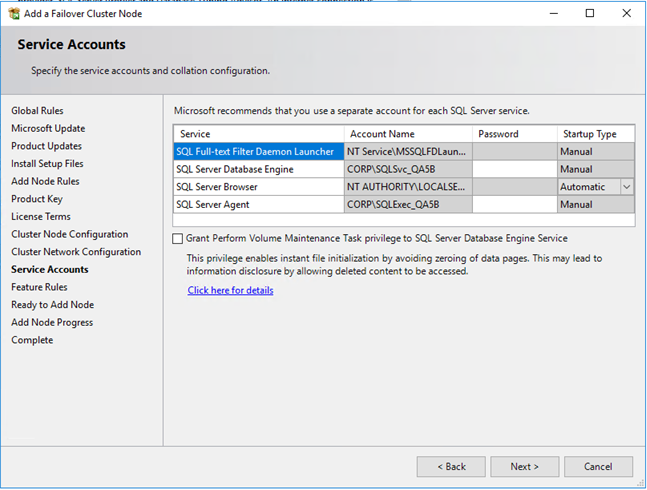 Add a Failover Cluster Node
Service Accounts
Specify the service accounts and collation configuration.
Global Rules
Microsoft Update
Product Updates
Install Setup Files
Add Node Rules
Product Key
License Terms
Cluster Node Configuration
Cluster Network Configuration
Service Accounts
Feature Rules
Ready to Add Node
Add Node Progress
Complete
Microsoft recommends that you use a separate account for each SQL Server service.
Service Account Name Password Startup Type
SQL Full-text Filter Daemon Launcher NT Service\MSSQLFDLaun... Manual
SQL Server Database Engine CORP\SQLSvc_QA5B Manual
SQL Server Browser NT AUTHORITY\LOCALSE... Automatic
SQL Server Agent CORP\SQLExec_QA5B Manual
Grant Perform Volume Maintenance Task privilege to SQL Server Database Engine Service
This privilege enables instant file initialization by avoiding zeroing of data pages. This may lead to
information disclosure by allowing deleted content to be accessed.
Click here for details
< Back Next > Cancel